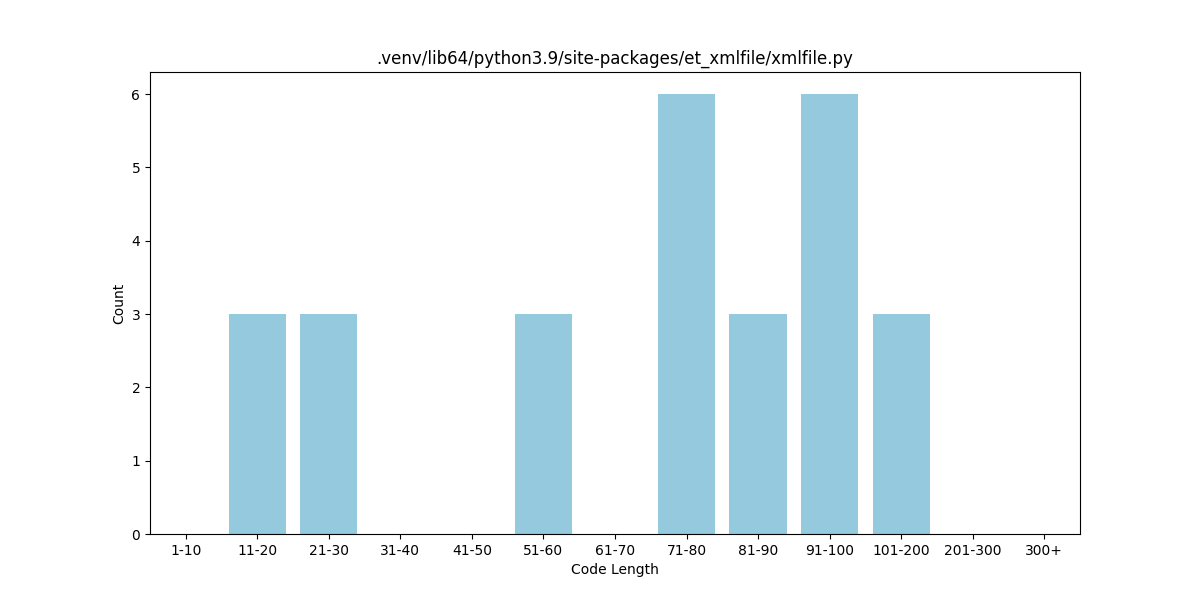 .venv/lib64/python3.9/site-packages/et_xmlfile/xmlfile.py
6
5
4
3
2
1
0
Count
1-10 11-20 21-30 31-40 41-50 51-60 61-70 71-80 81-90 91-100 101-200 201-300 300+
Code Length